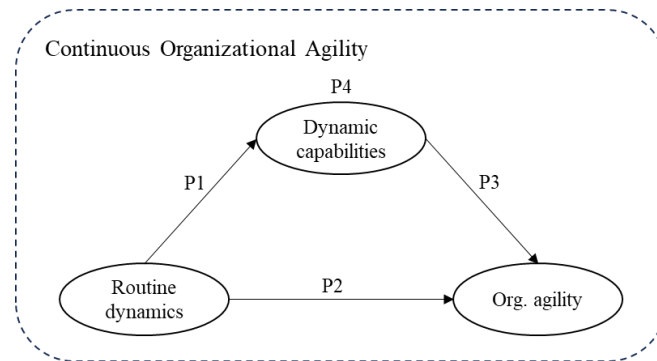 Continuous Organizational Agility
P4
Dynamic
capabilities
P1
P3
Routine
dynamics
P2
Org. agility